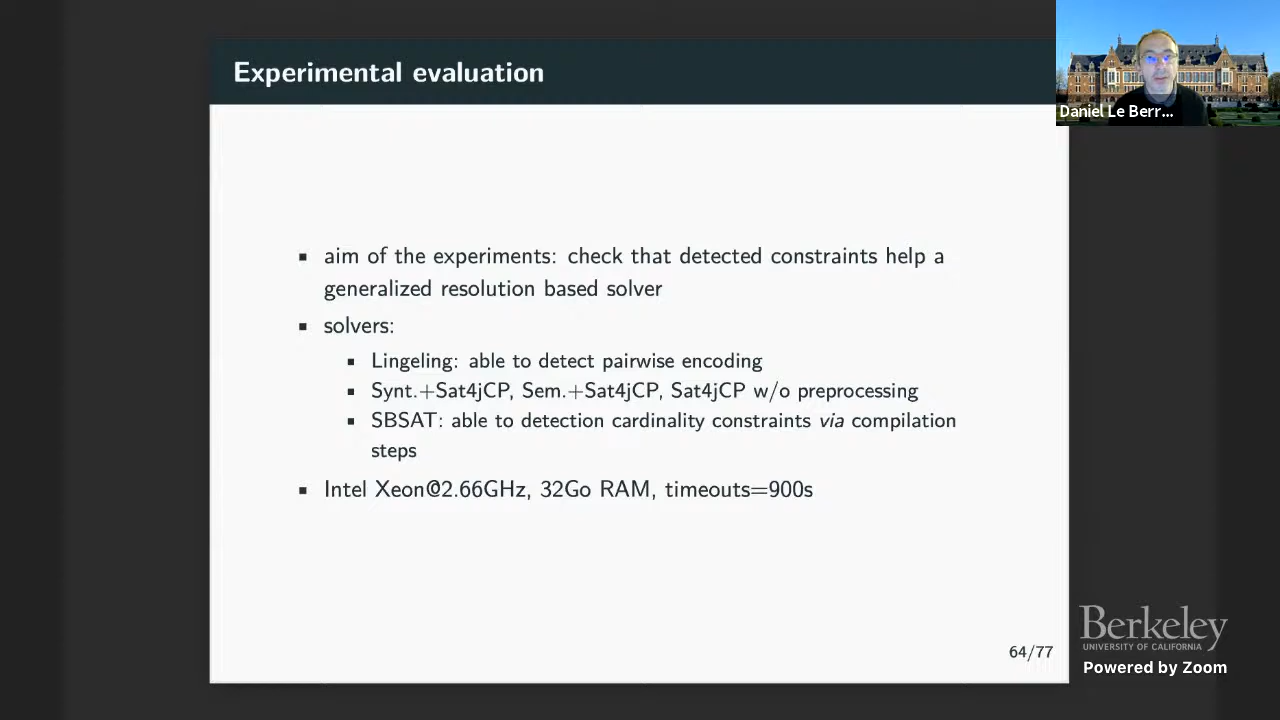 Experimental evaluation
Daniel Le Berr...
▪ aim of the experiments: check that detected constraints help a
generalized resolution based solver
▪ solvers:
▪ Lingeling: able to detect pairwise encoding
▪ Synt.+Sat4jCP, Sem.+Sat4jCP, Sat4jCP w/o preprocessing
▪ SBSAT: able to detection cardinality constraints via compilation
steps
▪ Intel Xeon@2.66GHz, 32Go RAM, timeouts=900s
64/77
Berkeley
UNIVERSITY OF CALIFORNIA
Powered by Zoom